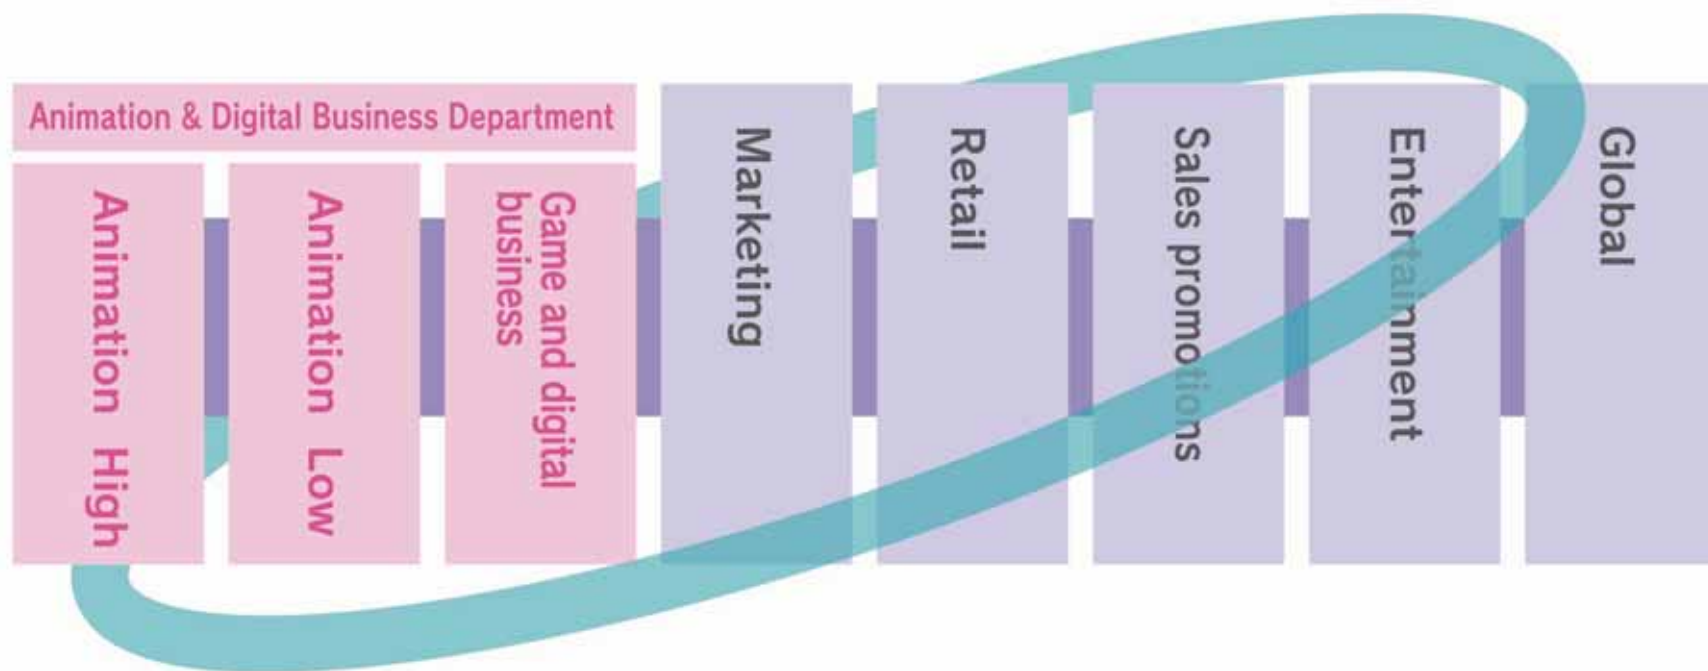 Animation & Digital Business Department
Animation High
Animation Low
Game and digital
business
Marketing
Retail
Sales promotions
Entertainment
Global